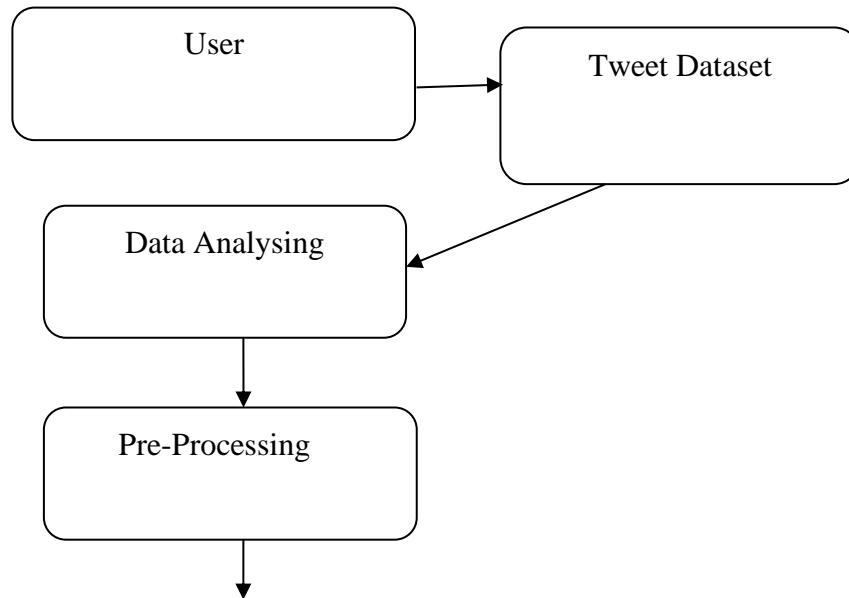 User
Tweet Dataset
Data Analysing
Pre-Processing